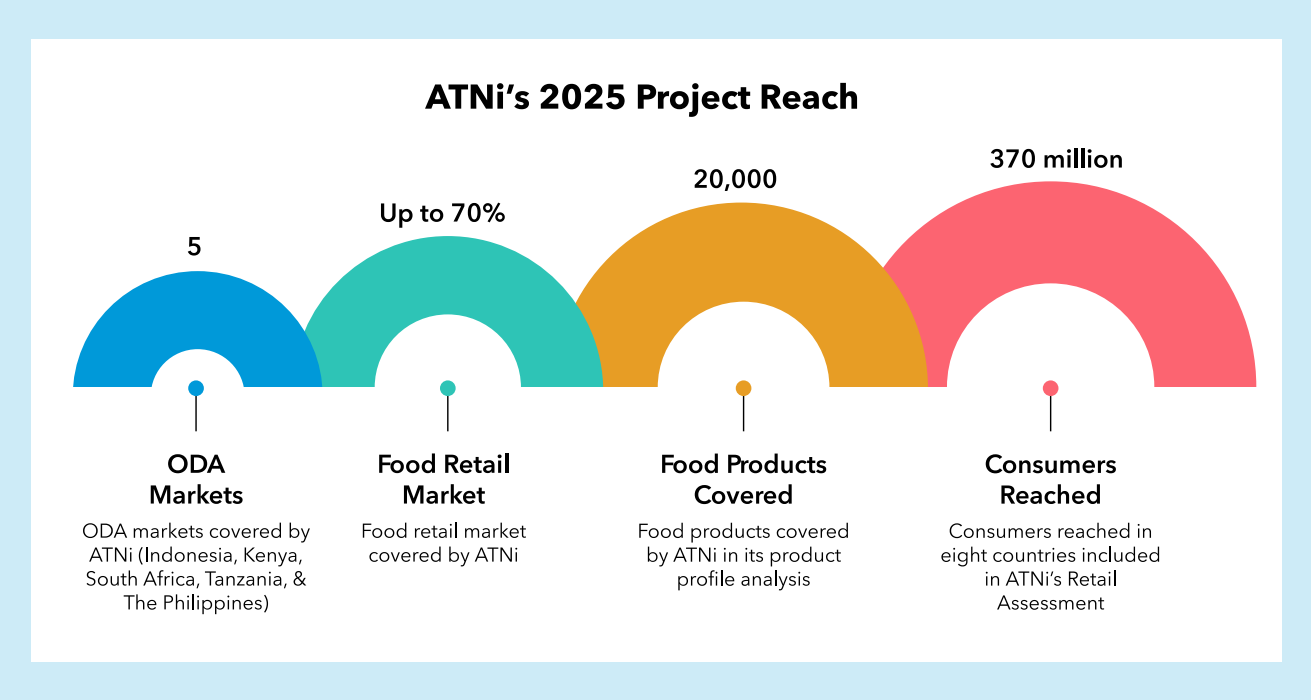 ATNi's 2025 Project Reach
5
Up to 70%
20,000
370 million
ODA
Markets
ODA markets covered by
ATNi (Indonesia, Kenya,
South Africa, Tanzania, &
The Philippines)
Food Retail
Market
Food retail market
covered by ATNi
Food Products
Covered
Food products covered
by ATNi in its product
profile analysis
Consumers
Reached
Consumers reached in
eight countries included
in ATNi's Retail
Assessment